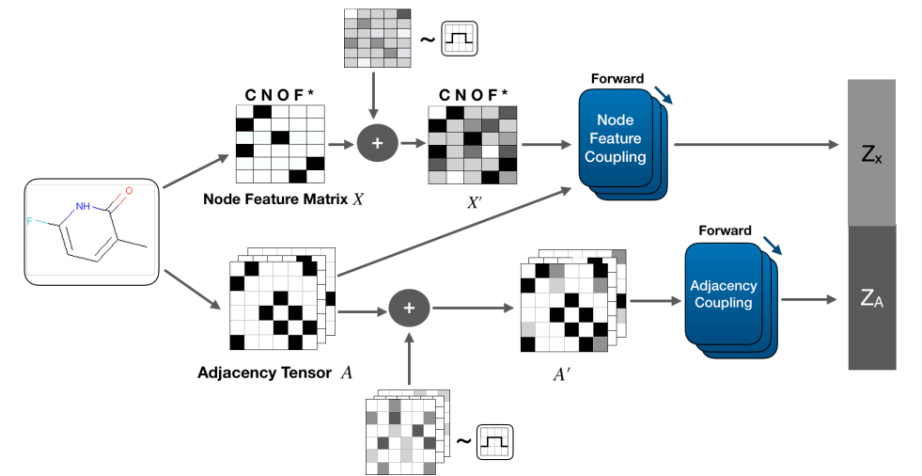 ~
C N O F *
C N O F *
Forward
Node
Feature
Coupling
+
Node Feature Matrix X
X′
Zx
F
NH
O
Forward
Adjacency
Coupling
ZA
+
Adjacency Tensor A
A′
~